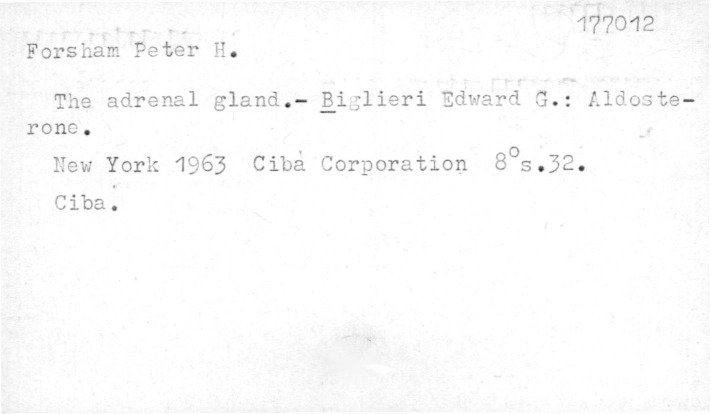 177012
Forsham Peter H.
The adrenal gland.- Biglieri Edward G.: Aldoste-
rone.
New York 1963 Ciba Corporation 8°s.32.
Ciba.